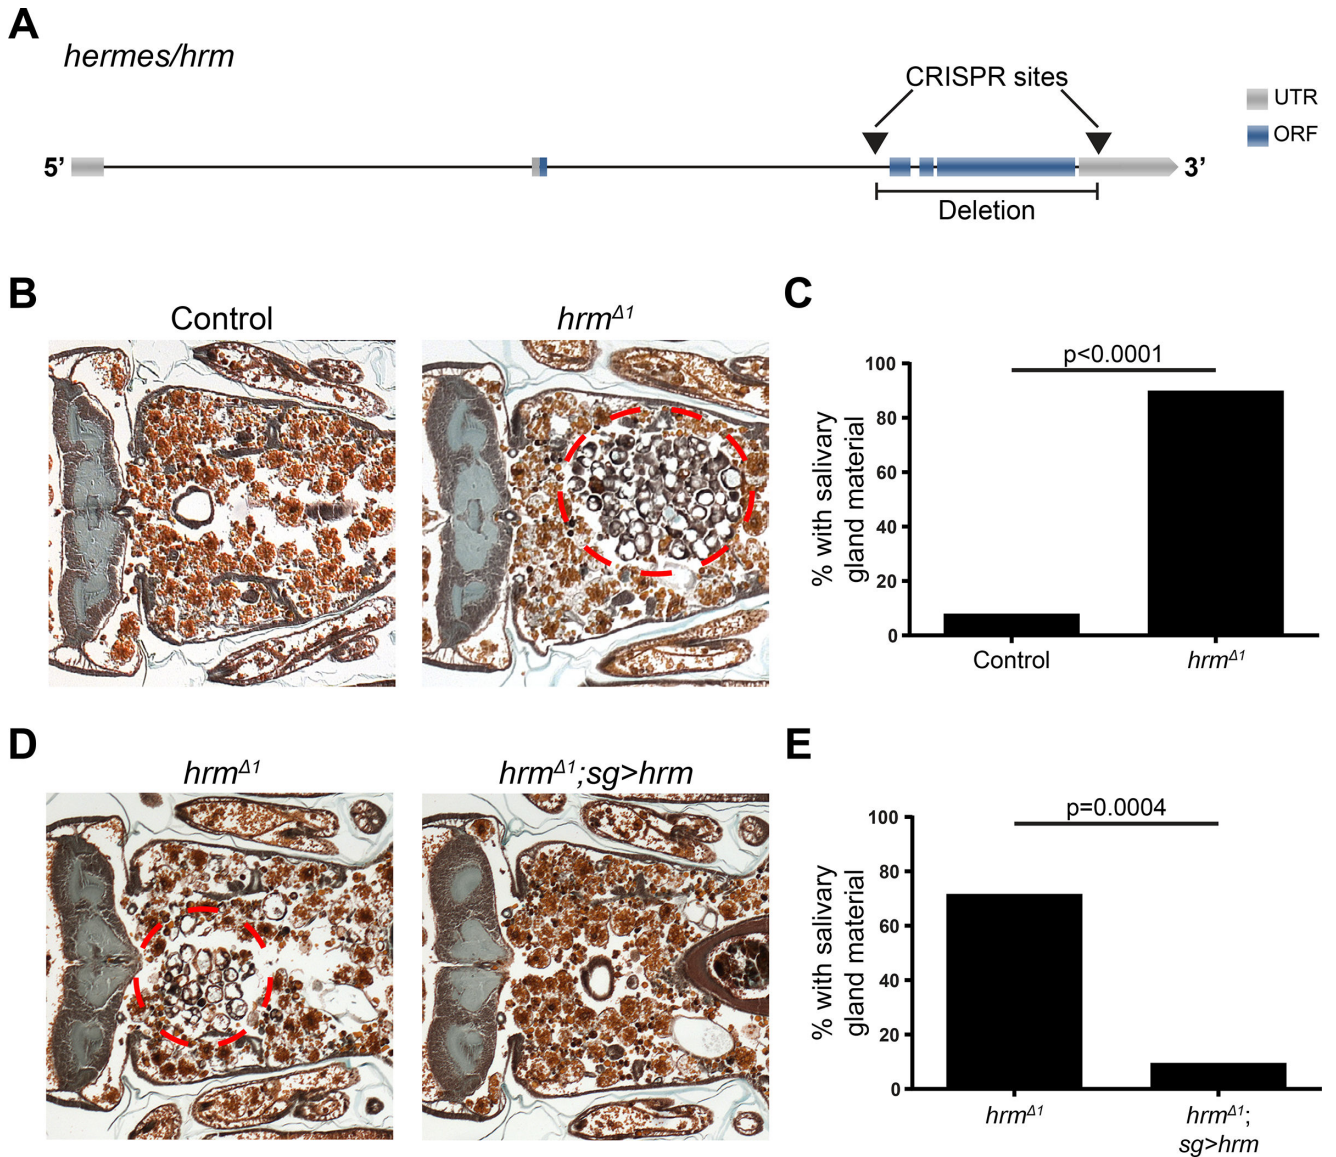 A
hermes/hrm
CRISPR sites
UTR
ORF
5’
3’
Deletion
B
Control
hrmΔ1
C
p<0.0001
100
80
60
40
20
0
% with salivary
gland material
Control
hrmΔ1
D
hrmΔ1
hrmΔ1;sg>hrm
E
p=0.0004
100
80
60
40
20
0
% with salivary
gland material
hrmΔ1
hrmΔ1;
sg>hrm